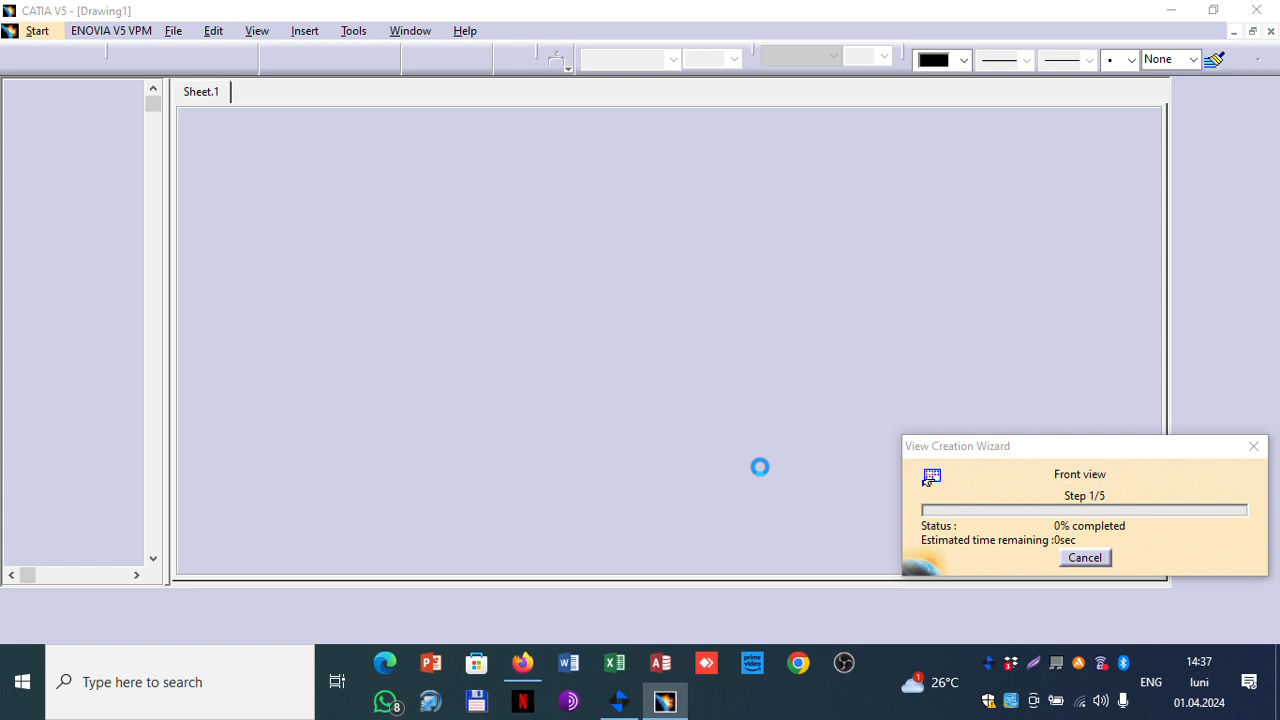 CATIA V5 - [Drawing1]
Start ENOVIA V5 VPM File Edit View Insert Tools Window Help
None
Sheet.1
View Creation Wizard
Front view
Step 1/5
Status : 0% completed
Estimated time remaining :0sec
Cancel
Type here to search
8
1
26°C
ENG
14:37
luni
01.04.2024